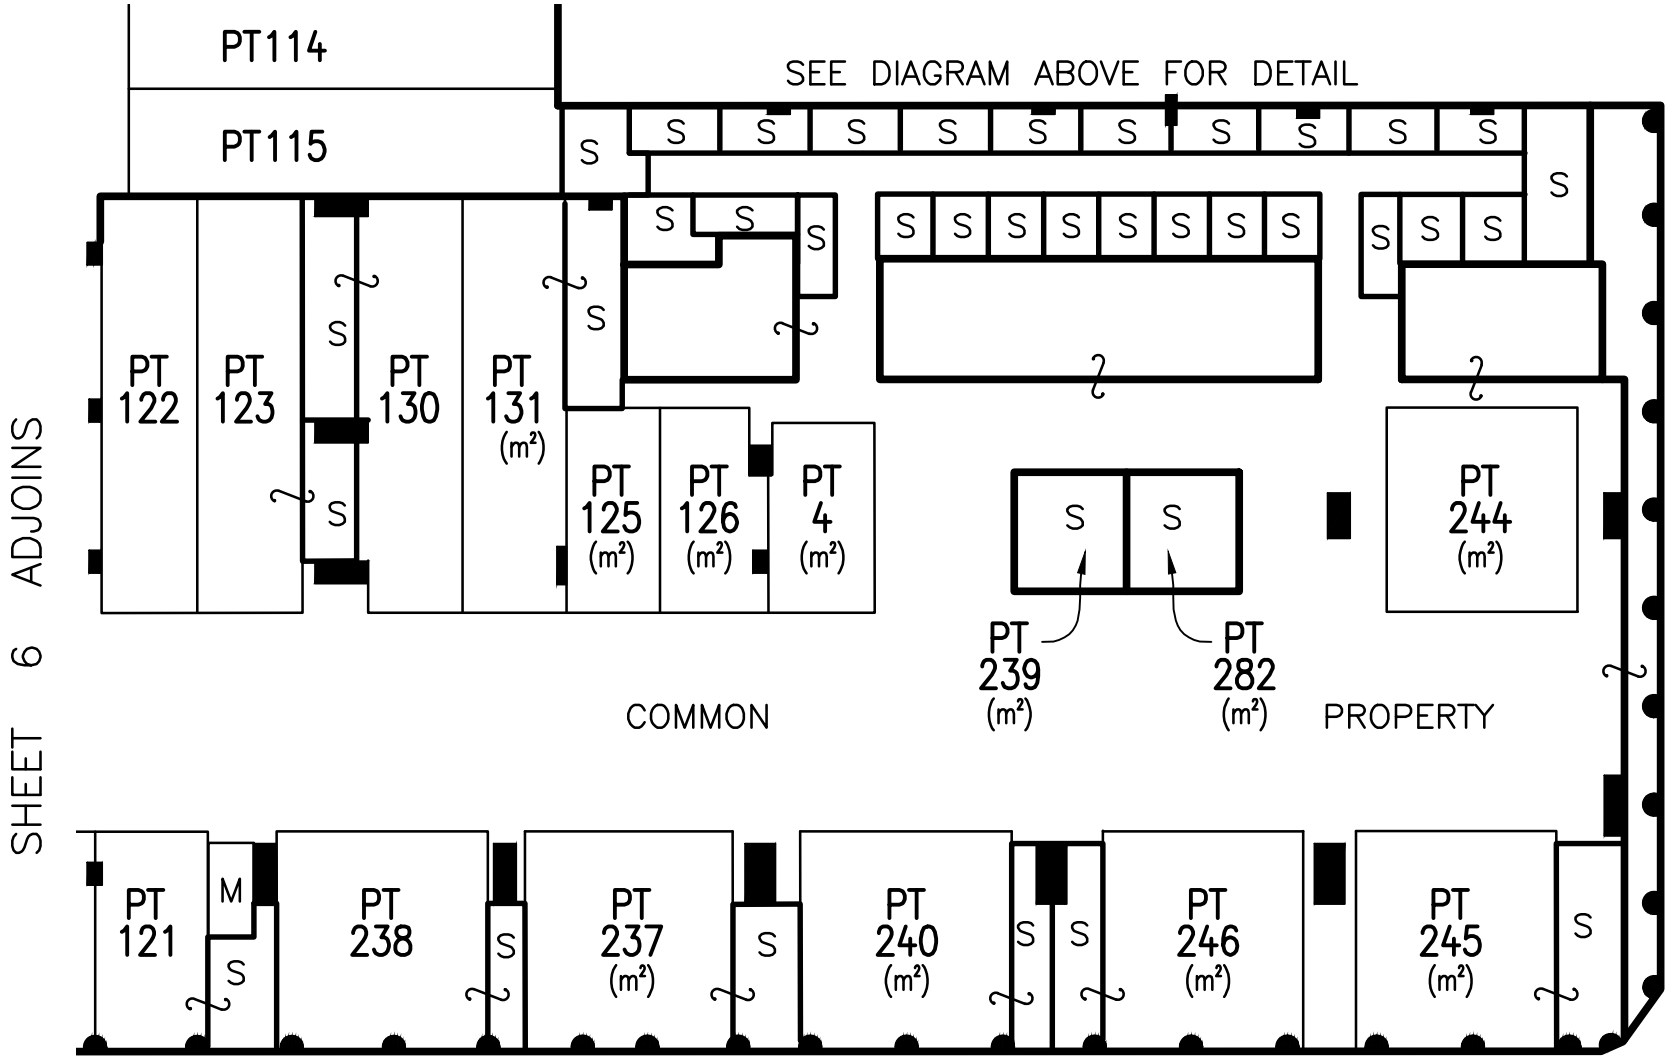 PT114
SEE DIAGRAM ABOVE FOR DETAIL
PT115
S
S S S S S S S S S S
S
S S S
S S S S S S S S
S S S
S
S
PT 122
PT 123
PT 130
PT 131 (m²)
S
PT 125 (m²)
PT 126 (m²)
PT 4 (m²)
S S
PT 244 (m²)
PT 239 (m²)
PT 282 (m²)
COMMON PROPERTY
SHEET 6 ADJOINS
PT 121
M
S
PT 238
S
PT 237 (m²)
S
PT 240 (m²)
S S
PT 246 (m²)
PT 245 (m²)
S